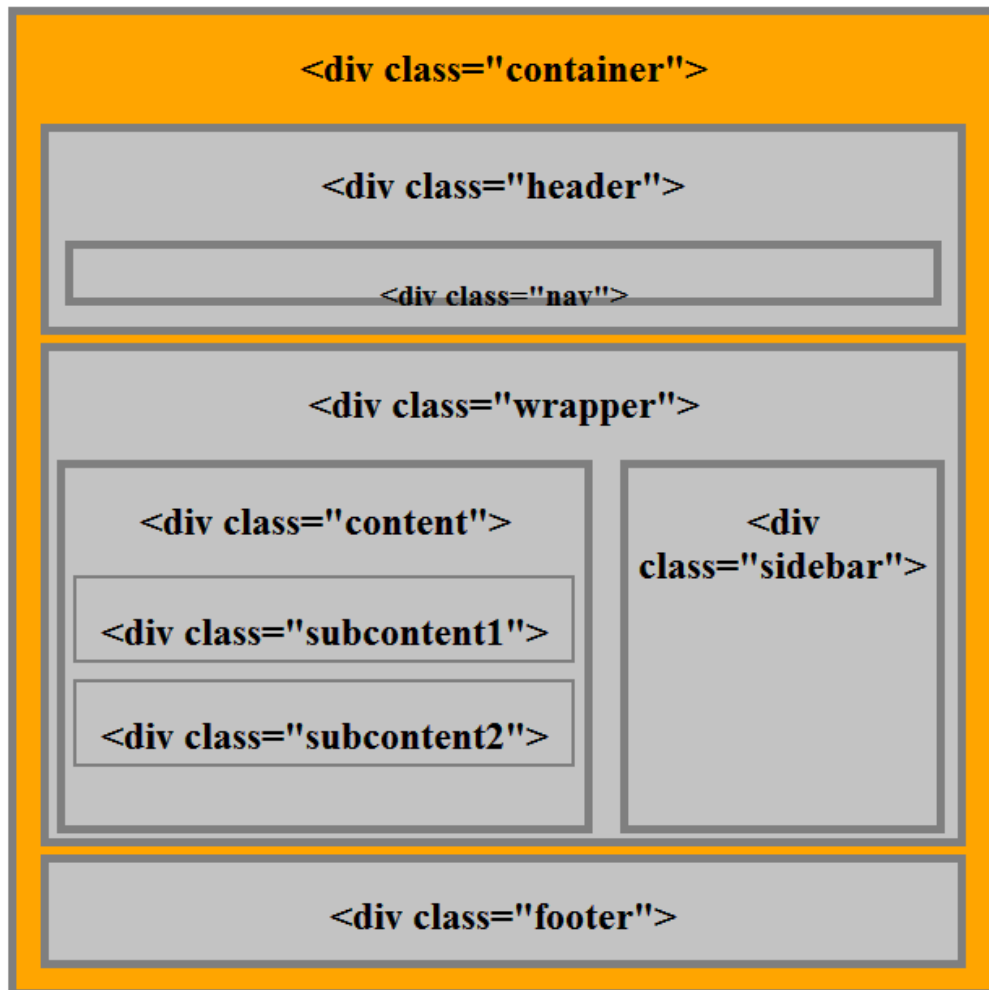 <div class="container">
<div class="header">
<div class="nav">
<div class="wrapper">
<div class="content">
<div class="subcontent1">
<div class="subcontent2">
<div
class="sidebar">
<div class="footer">